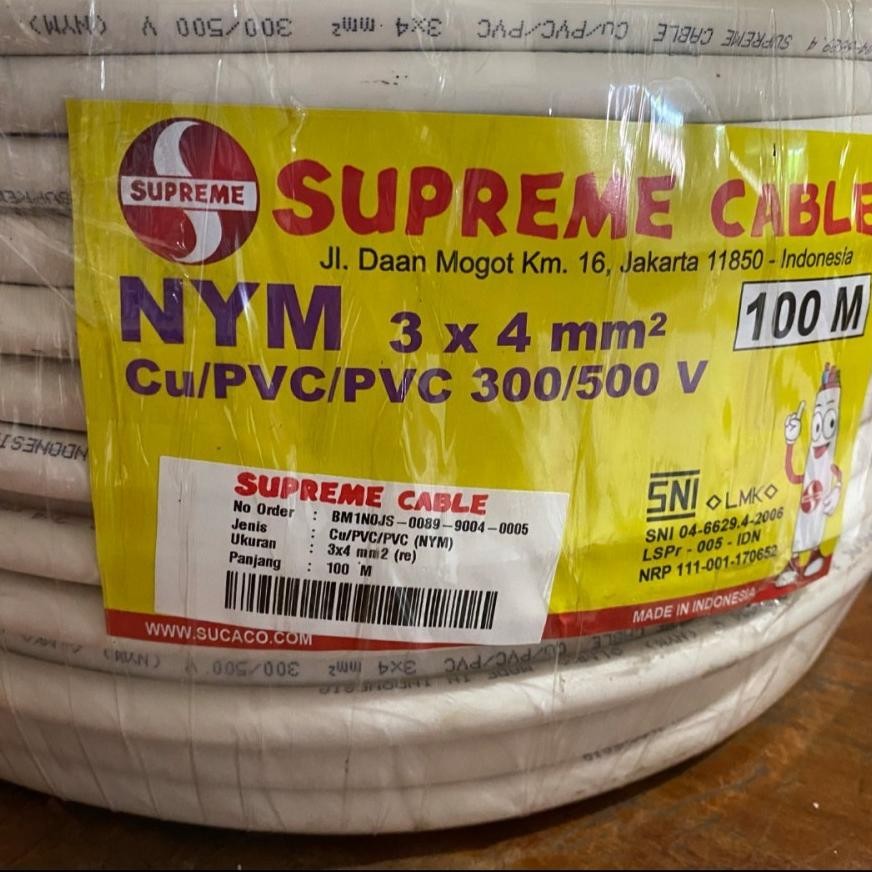 (NYM) 300/500 V 3x4 mm² Cu/PVC/PVC SUPREME CABLE
SUPREME
SUPREME CABLE
Jl. Daan Mogot Km. 16, Jakarta 11850 - Indonesia
NYM 3 x 4 mm²
100 M
Cu/PVC/PVC 300/500 V
SUPREME CABLE
No Order : BM1N0JS-0089-9004-0005
Jenis : Cu/PVC/PVC (NYM)
Ukuran : 3x4 mm2 (re)
Panjang : 100 M
SNI LMK
SNI 04-6629.4-2006
LSPr - 005 - IDN
NRP 111-001-170652
MADE IN INDONESIA
WWW.SUCACO.COM
(NYM) 300/500 V 3x4 mm² Cu/PVC/PVC
MADE IN INDONESIA